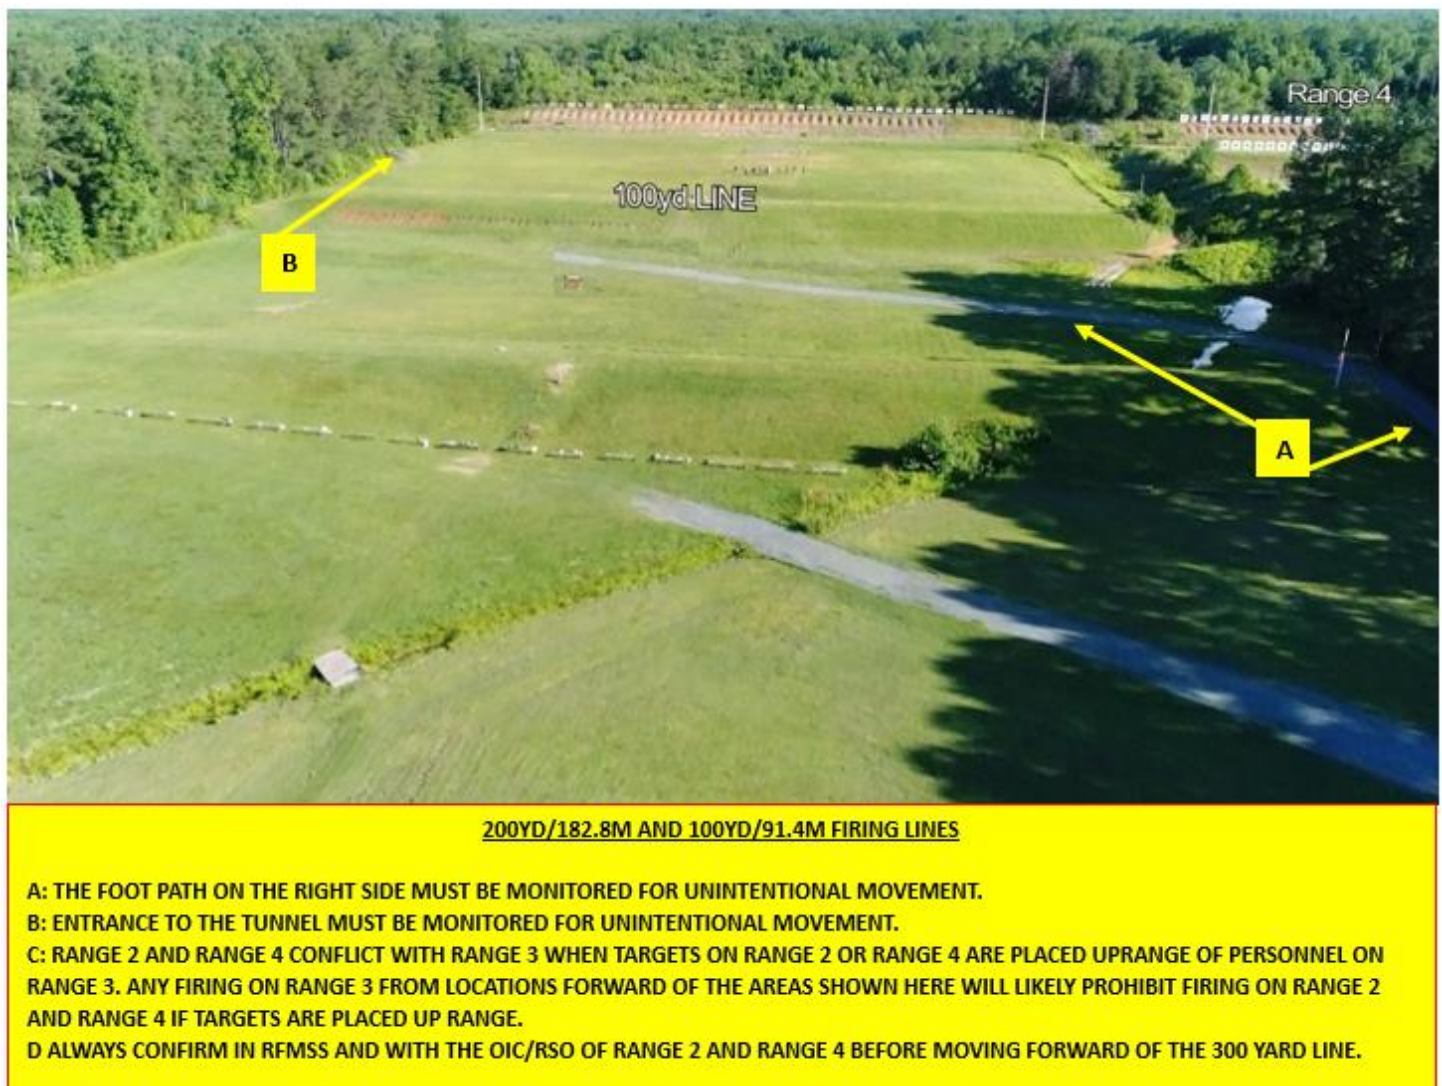 Range 4
100yd LINE
B
A
200YD/182.8M AND 100YD/91.4M FIRING LINES
A: THE FOOT PATH ON THE RIGHT SIDE MUST BE MONITORED FOR UNINTENTIONAL MOVEMENT.
B: ENTRANCE TO THE TUNNEL MUST BE MONITORED FOR UNINTENTIONAL MOVEMENT.
C: RANGE 2 AND RANGE 4 CONFLICT WITH RANGE 3 WHEN TARGETS ON RANGE 2 OR RANGE 4 ARE PLACED UPRANGE OF PERSONNEL ON
RANGE 3. ANY FIRING ON RANGE 3 FROM LOCATIONS FORWARD OF THE AREAS SHOWN HERE WILL LIKELY PROHIBIT FIRING ON RANGE 2
AND RANGE 4 IF TARGETS ARE PLACED UP RANGE.
D ALWAYS CONFIRM IN RFMSS AND WITH THE OIC/RSO OF RANGE 2 AND RANGE 4 BEFORE MOVING FORWARD OF THE 300 YARD LINE.